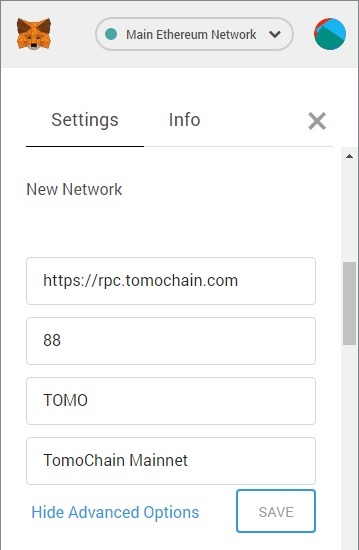 Main Ethereum Network
Settings Info
New Network
https://rpc.tomochain.com
88
TOMO
TomoChain Mainnet
Hide Advanced Options SAVE